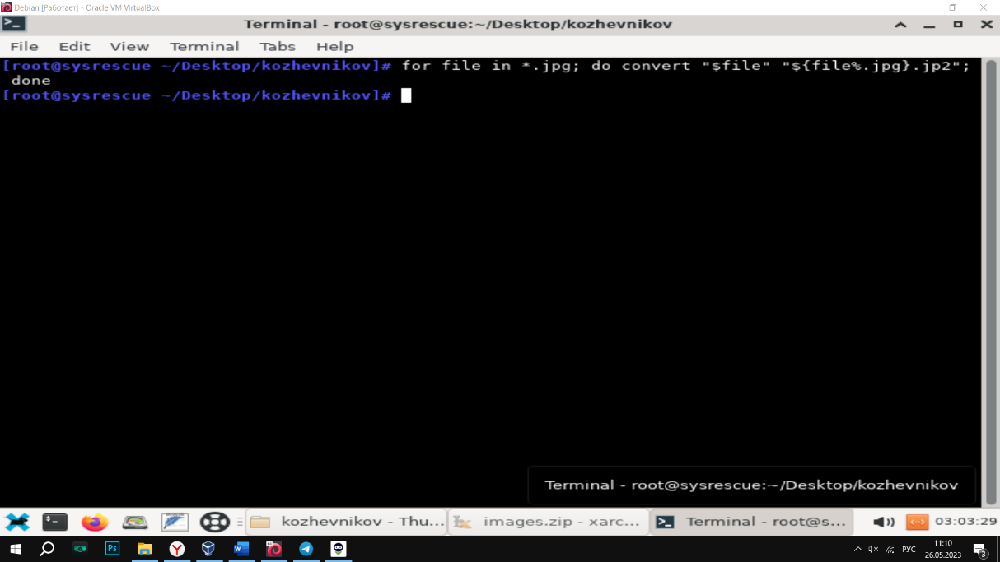 Debian [Работает] - Oracle VM VirtualBox
Terminal - root@sysrescue:~/Desktop/kozhevnikov
File Edit View Terminal Tabs Help
[root@sysrescue ~/Desktop/kozhevnikov]# for file in *.jpg; do convert "$file" "${file%.jpg}.jp2";
done
[root@sysrescue ~/Desktop/kozhevnikov]#
Terminal - root@sysrescue:~/Desktop/kozhevnikov
kozhevnikov - Thu... images.zip - xarc... Terminal - root@s... 03:03:29
Ps РУС 11:10
26.05.2023 3